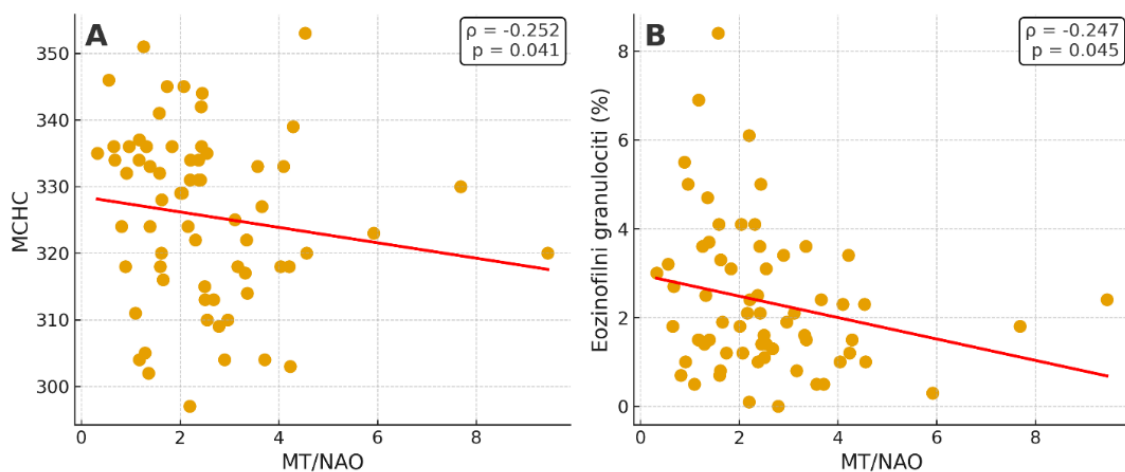 A
ρ = -0.252
p = 0.041
MCHC
350
340
330
320
310
300
0 2 4 6 8
MT/NAO
B
ρ = -0.247
p = 0.045
Eozinofilni granulociti (%)
8
6
4
2
0
0 2 4 6 8
MT/NAO